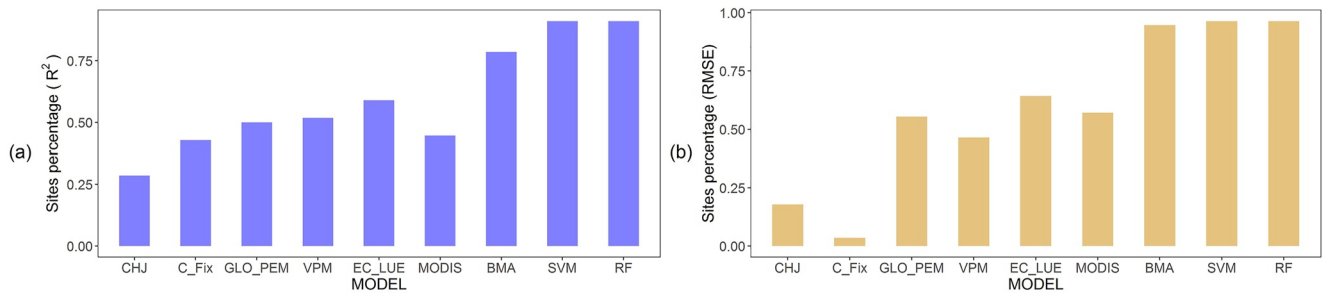 (a)
Sites percentage ( R²)
0.75
0.50
0.25
0.00
CHJ C_Fix GLO_PEM VPM EC_LUE MODIS BMA SVM RF
MODEL
(b)
Sites percentage (RMSE)
1.00
0.75
0.50
0.25
0.00
CHJ C_Fix GLO_PEM VPM EC_LUE MODIS BMA SVM RF
MODEL